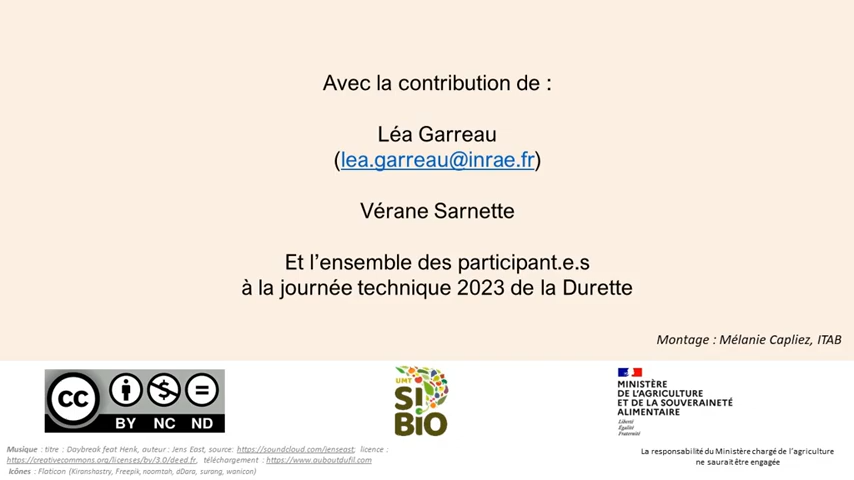 Avec la contribution de :
Léa Garreau
(lea.garreau@inrae.fr)
Vérane Sarnette
Et l'ensemble des participant.e.s
à la journée technique 2023 de la Durette
Montage : Mélanie Capliez, ITAB
cc
BY NC ND
UMT
SI
BIO
MINISTÈRE
DE L'AGRICULTURE
ET DE LA SOUVERAINETÉ
ALIMENTAIRE
Liberté
Égalité
Fraternité
Musique : titre : Daybreak feat Henk, auteur : Jens East, source: https://soundcloud.com/jenseast; licence :
https://creativecommons.org/licenses/by/3.0/deed.fr, téléchargement : https://www.auboutdufil.com
Icônes : Flaticon (Kiranshastry, Freepik, noomtah, dDara, surang, wanicon)
La responsabilité du Ministère chargé de l'agriculture
ne saurait être engagée